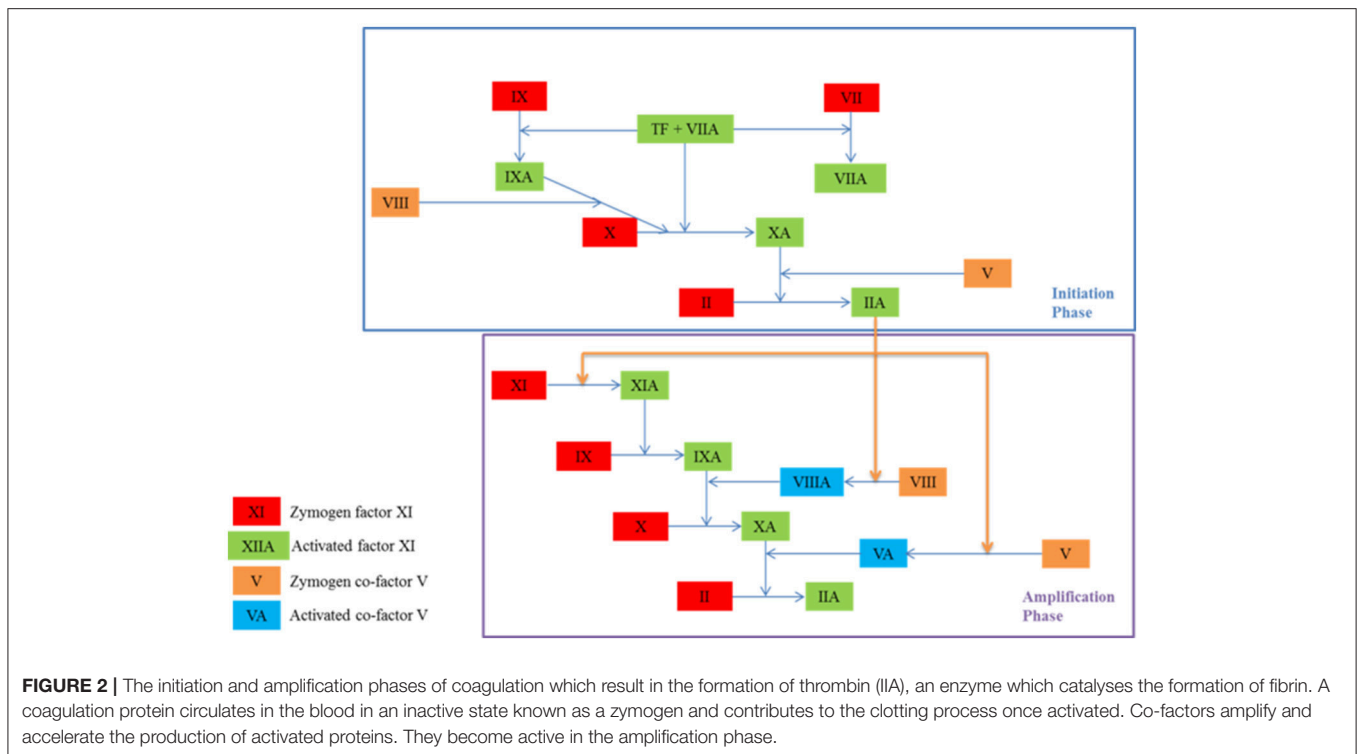 IX
VII
TF + VIIA
IXA
VIIA
VIII
X
XA
V
II
IIA
Initiation
Phase
XI
XIA
IX
IXA
VIIIA
VIII
X
XA
VA
V
II
IIA
Amplification
Phase
XI Zymogen factor XI
XIIA Activated factor XI
V Zymogen co-factor V
VA Activated co-factor V
FIGURE 2 | The initiation and amplification phases of coagulation which result in the formation of thrombin (IIA), an enzyme which catalyses the formation of fibrin. A
coagulation protein circulates in the blood in an inactive state known as a zymogen and contributes to the clotting process once activated. Co-factors amplify and
accelerate the production of activated proteins. They become active in the amplification phase.